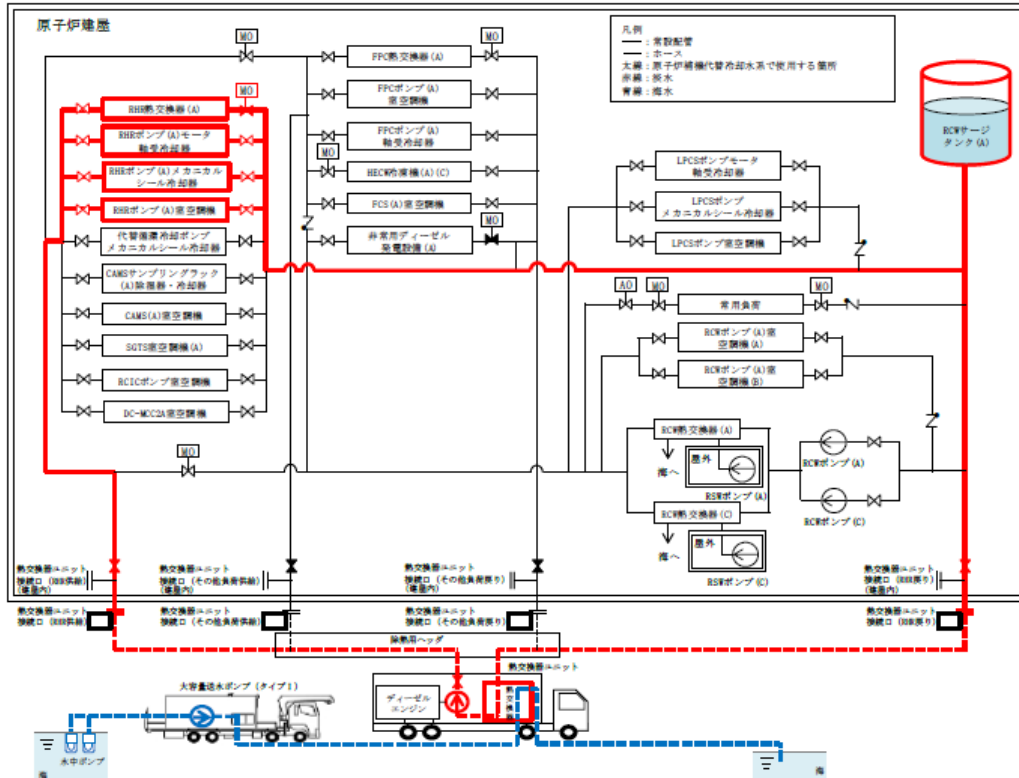 原子炉建屋
凡例
：常設配管
：ホース
太線：原子炉補機代替冷却水系で使用する箇所
赤線：淡水
青線：海水
MO
MO
FPC熱交換器(A)
FPCポンプ(A)
室空調機
FPCポンプ(A)
軸受冷却器
MO
HECW冷凍機(A)(C)
FCS(A)室空調機
MO
非常用ディーゼル
発電設備(A)
MO
RHR熱交換器(A)
RHRポンプ(A)モータ
軸受冷却器
RHRポンプ(A)メカニカル
シール冷却器
RHRポンプ(A)室空調機
代替循環冷却ポンプ
メカニカルシール冷却器
CAMSサンプリングラック
(A)除湿器・冷却器
CAMS(A)室空調機
SGTS室空調機(A)
RCICポンプ室空調機
DC-MCC2A室空調機
MO
RCWサージ
タンク(A)
LPCSポンプモータ
軸受冷却器
LPCSポンプ
メカニカルシール冷却器
LPCSポンプ室空調機
AO
MO
常用負荷
MO
RCWポンプ(A)室
空調機(A)
RCWポンプ(A)室
空調機(B)
RCW熱交換器(A)
海へ
屋外
RSWポンプ(A)
RCW熱交換器(C)
海へ
屋外
RSWポンプ(C)
RCWポンプ(A)
RCWポンプ(C)
熱交換器ユニット
接続口（RHR供給）
(建屋内)
熱交換器ユニット
接続口（その他負荷供給）
(建屋内)
熱交換器ユニット
接続口（その他負荷戻り）
(建屋内)
熱交換器ユニット
接続口（RHR戻り）
(建屋内)
熱交換器ユニット
接続口（RHR供給）
熱交換器ユニット
接続口（その他負荷供給）
熱交換器ユニット
接続口（その他負荷戻り）
熱交換器ユニット
接続口（RHR戻り）
除熱用ヘッダ
熱交換器ユニット
大容量送水ポンプ（タイプⅠ）
ディーゼル
エンジン
熱交換器
水中ポンプ
海
海